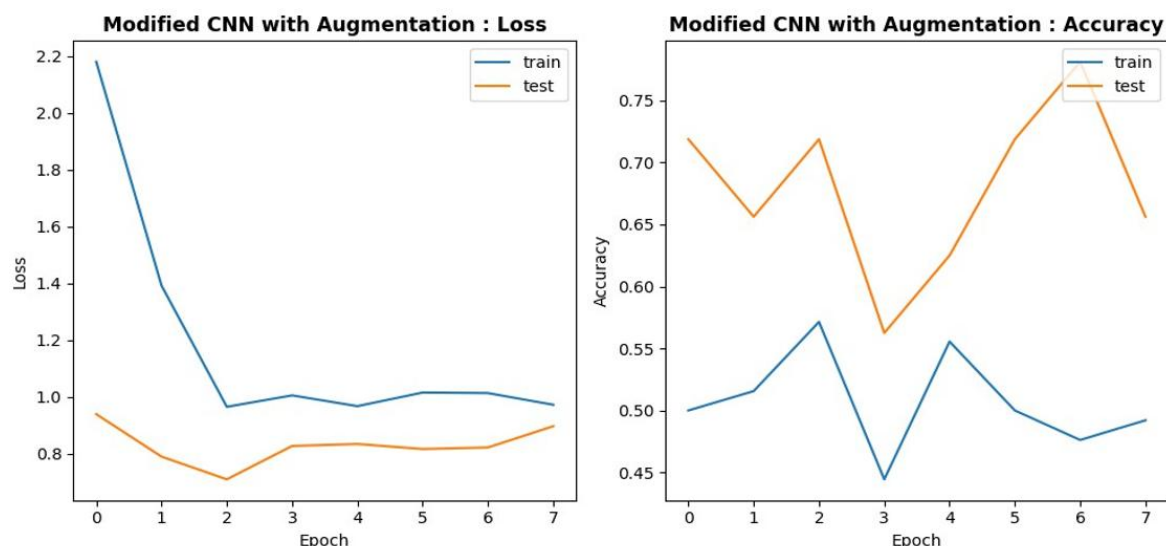 Modified CNN with Augmentation : Loss
2.2
2.0
1.8
1.6
1.4
1.2
1.0
0.8
Loss
0 1 2 3 4 5 6 7
Epoch
train
test
Modified CNN with Augmentation : Accuracy
0.75
0.70
0.65
0.60
0.55
0.50
0.45
Accuracy
0 1 2 3 4 5 6 7
Epoch
train
test